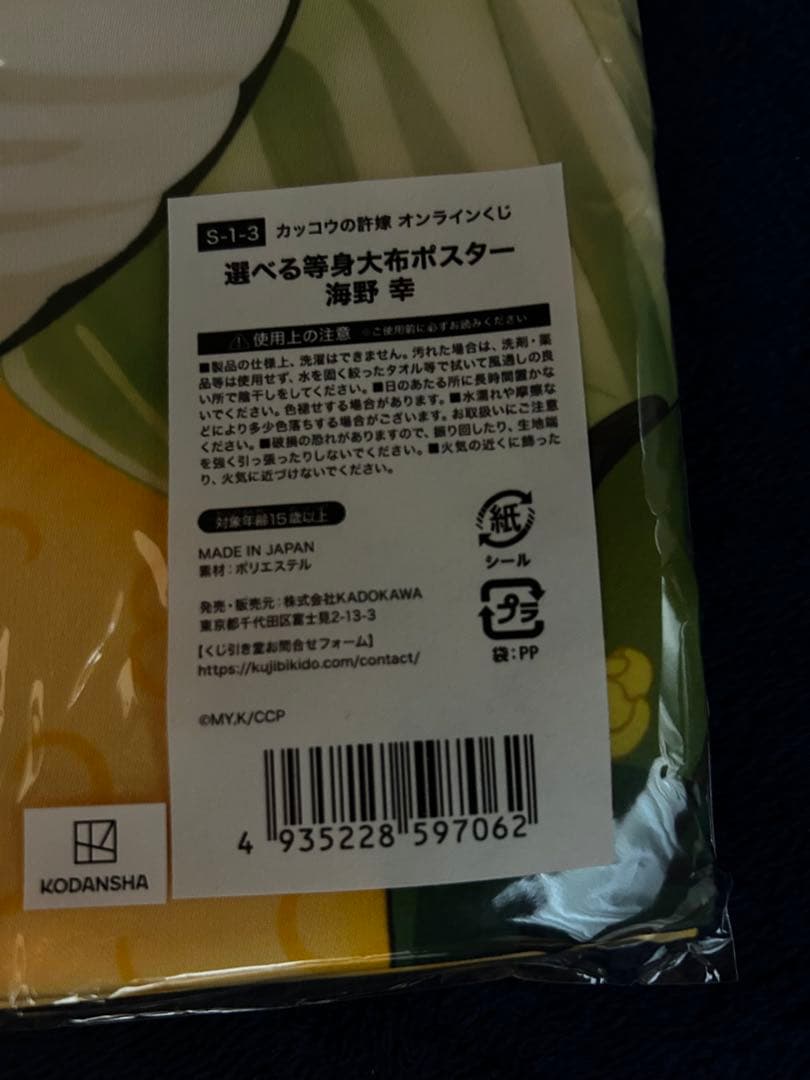 S-1-3 カッコウの許嫁 オンラインくじ
選べる等身大布ポスター
海野 幸
使用上の注意 ※ご使用前に必ずお読みください
■製品の仕様上、洗濯はできません。汚れた場合は、洗剤・薬
品等は使用せず、水を固く絞ったタオル等で拭いて風通しの良
い所で陰干しをしてください。■日のあたる所に長時間置かな
いでください。色褪せする場合があります。■水濡れや摩擦な
どにより多少色落ちする場合がございます。お取扱いにご注意
ください。■破損の恐れがありますので、振り回したり、生地端
を強く引っ張ったりしないでください。■火気の近くに飾った
り、火気に近づけないでください。
対象年齢15歳以上
紙
シール
MADE IN JAPAN
素材：ポリエステル
プラ
袋：PP
発売・販売元：株式会社KADOKAWA
東京都千代田区富士見2-13-3
【くじ引き堂お問合せフォーム】
https://kujibikido.com/contact/
©MY,K/CCP
4 935228 597062
KODANSHA